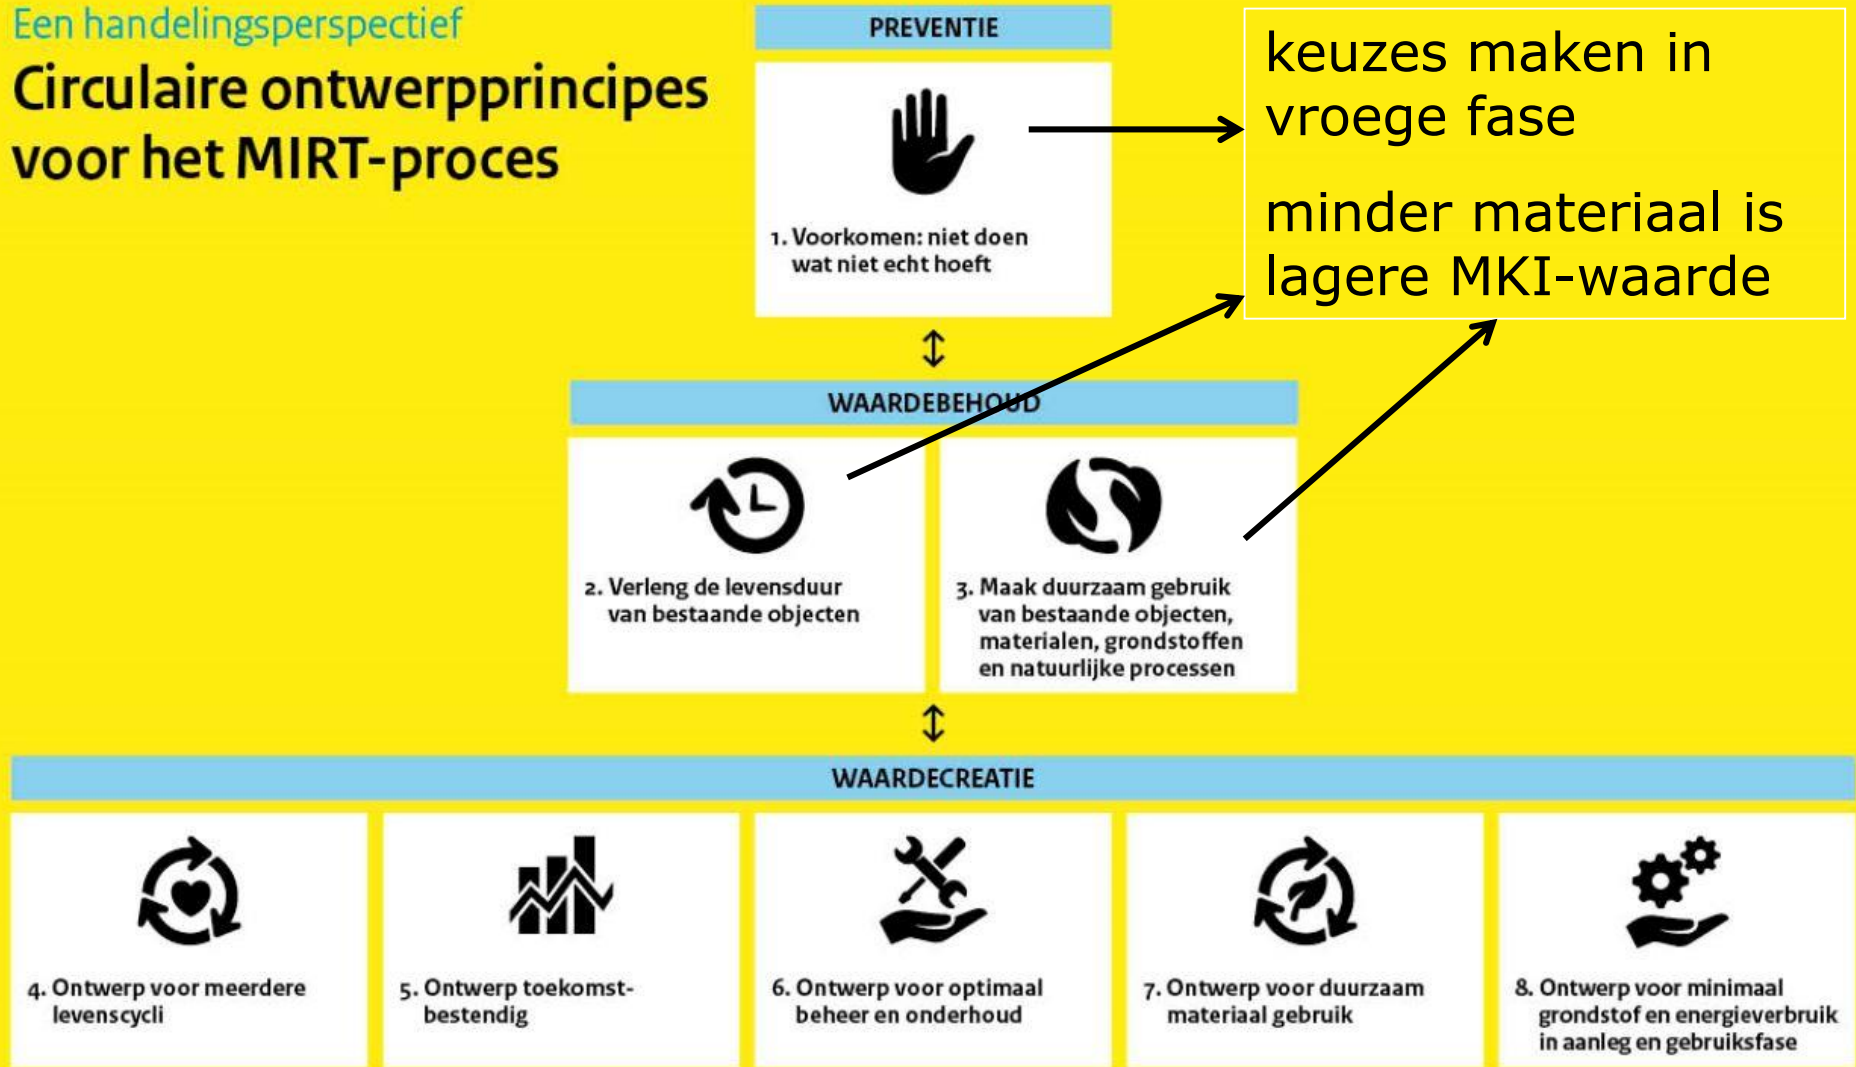 Een handelingsperspectief
Circulaire ontwerpprincipes
voor het MIRT-proces
PREVENTIE
1. Voorkomen: niet doen
wat niet echt hoeft
keuzes maken in
vroege fase
minder materiaal is
lagere MKI-waarde
WAARDEBEHOUD
2. Verleng de levensduur
van bestaande objecten
3. Maak duurzaam gebruik
van bestaande objecten,
materialen, grondstoffen
en natuurlijke processen
WAARDECREATIE
4. Ontwerp voor meerdere
levenscycli
5. Ontwerp toekomst-
bestendig
6. Ontwerp voor optimaal
beheer en onderhoud
7. Ontwerp voor duurzaam
materiaal gebruik
8. Ontwerp voor minimaal
grondstof en energieverbruik
in aanleg en gebruiksfase